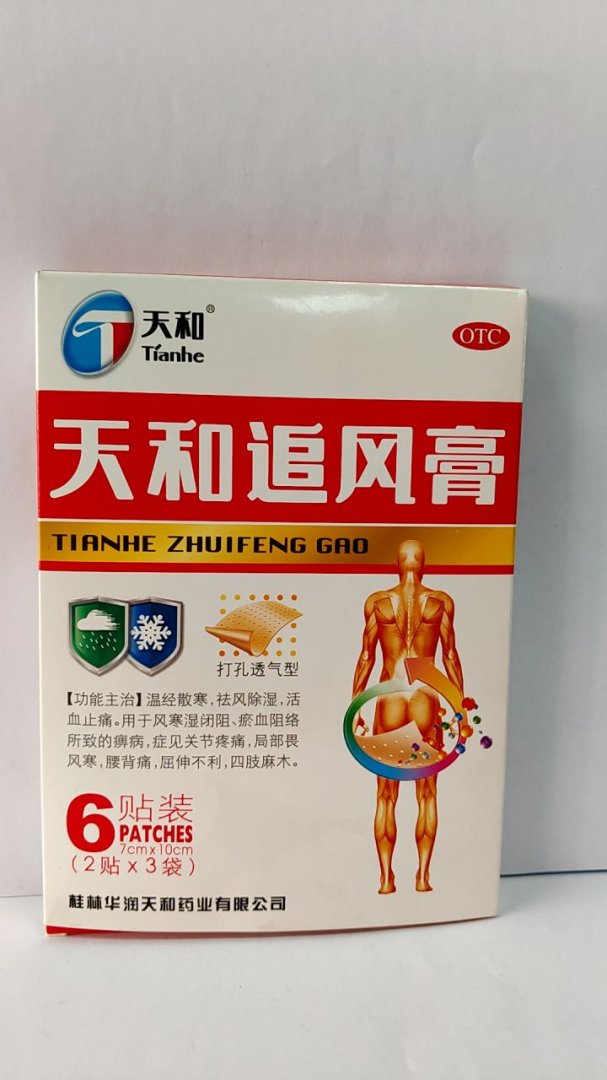 天和®
Tianhe
OTC
天和追风膏
TIANHE ZHUIFENG GAO
打孔透气型
【功能主治】温经散寒,祛风除湿,活
血止痛。用于风寒湿闭阻、瘀血阻络
所致的痹病,症见关节疼痛,局部畏
风寒,腰背痛,屈伸不利,四肢麻木。
6贴装
PATCHES
7cmx10cm
(2贴x3袋)
桂林华润天和药业有限公司